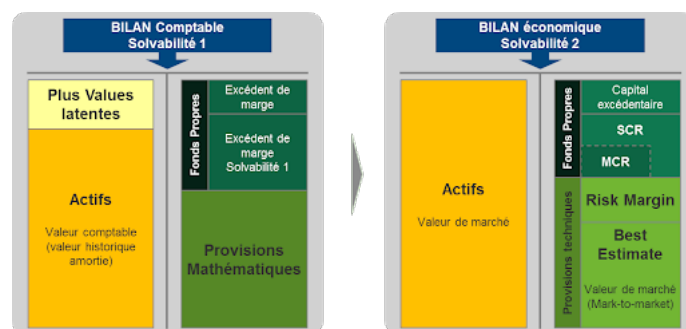 BILAN Comptable
Solvabilité 1
Plus Values
latentes
Actifs
Valeur comptable
(valeur historique
amortie)
Fonds Propres
Excédent de
marge
Excédent de
marge
Solvabilité 1
Provisions
Mathématiques
BILAN économique
Solvabilité 2
Actifs
Valeur de marché
Fonds Propres
Capital
excédentaire
SCR
MCR
Provisions techniques
Risk Margin
Best
Estimate
Valeur de marché
(Mark-to-market)